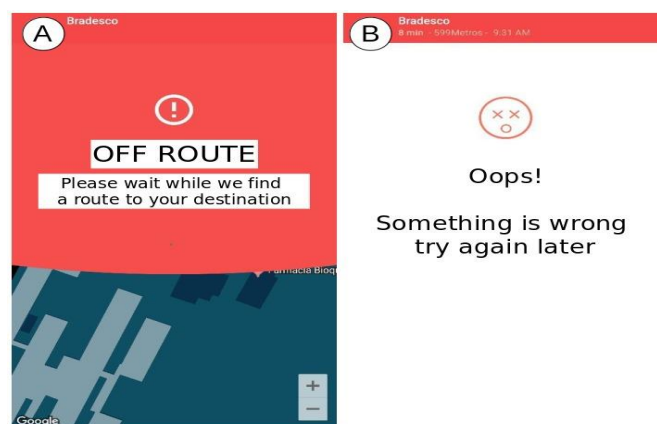 A
Bradesco
OFF ROUTE
Please wait while we find
a route to your destination
Farmacia Bioq
+
−
Google
B
Bradesco
8 min - 599Metros - 9:31 AM
Oops!
Something is wrong
try again later